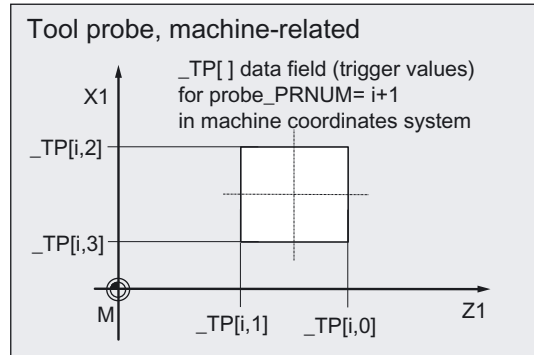 Tool probe, machine-related
_TP[ ] data field (trigger values)
for probe_PRNUM= i+1
in machine coordinates system
X1
_TP[i,2]
_TP[i,3]
M
_TP[i,1]
_TP[i,0]
Z1